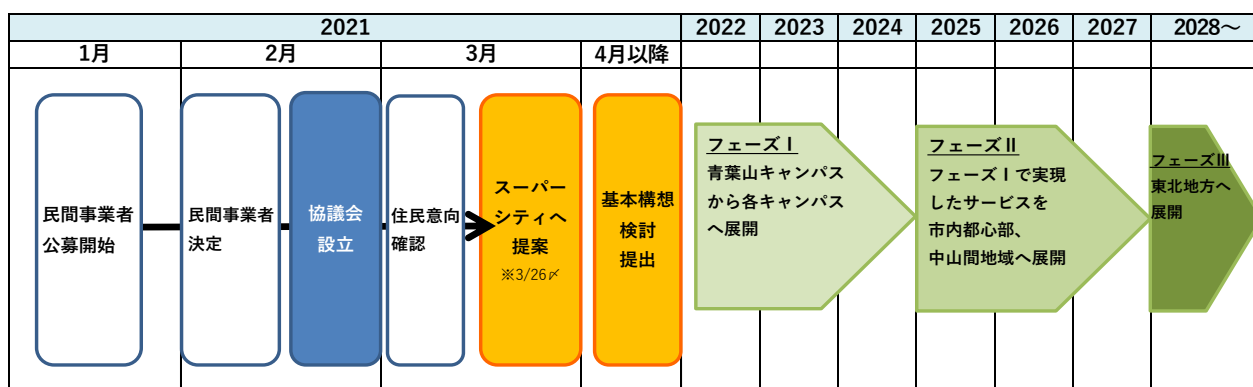 2021
2022
2023
2024
2025
2026
2027
2028～
1月
2月
3月
4月以降
民間事業者
公募開始
民間事業者
決定
協議会
設立
住民意向
確認
スーパー
シティへ
提案
※3/26〆
基本構想
検討
提出
フェーズⅠ
青葉山キャンパス
から各キャンパス
へ展開
フェーズⅡ
フェーズⅠで実現
したサービスを
市内都心部、
中山間地域へ展開
フェーズⅢ
東北地方へ
展開